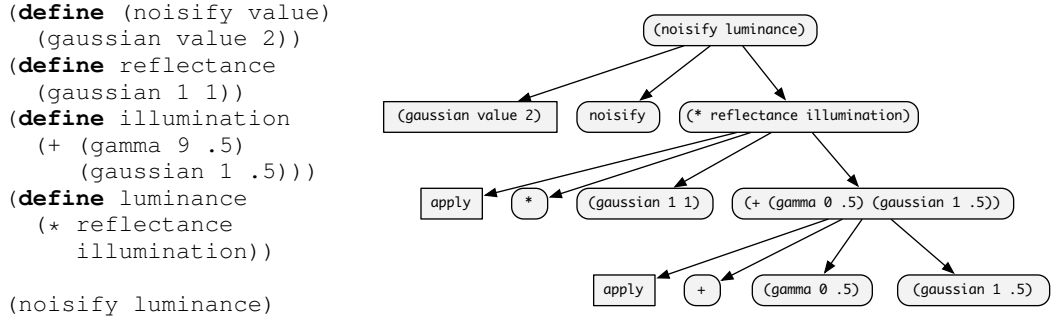 (define (noisify value)
  (gaussian value 2))
(define reflectance
  (gaussian 1 1))
(define illumination
  (+ (gamma 9 .5)
     (gaussian 1 .5)))
(define luminance
  (* reflectance
     illumination))
(noisify luminance)
(noisify luminance)
(gaussian value 2)
noisify
(* reflectance illumination)
apply
*
(gaussian 1 1)
(+ (gamma 0 .5) (gaussian 1 .5))
apply
+
(gamma 0 .5)
(gaussian 1 .5)